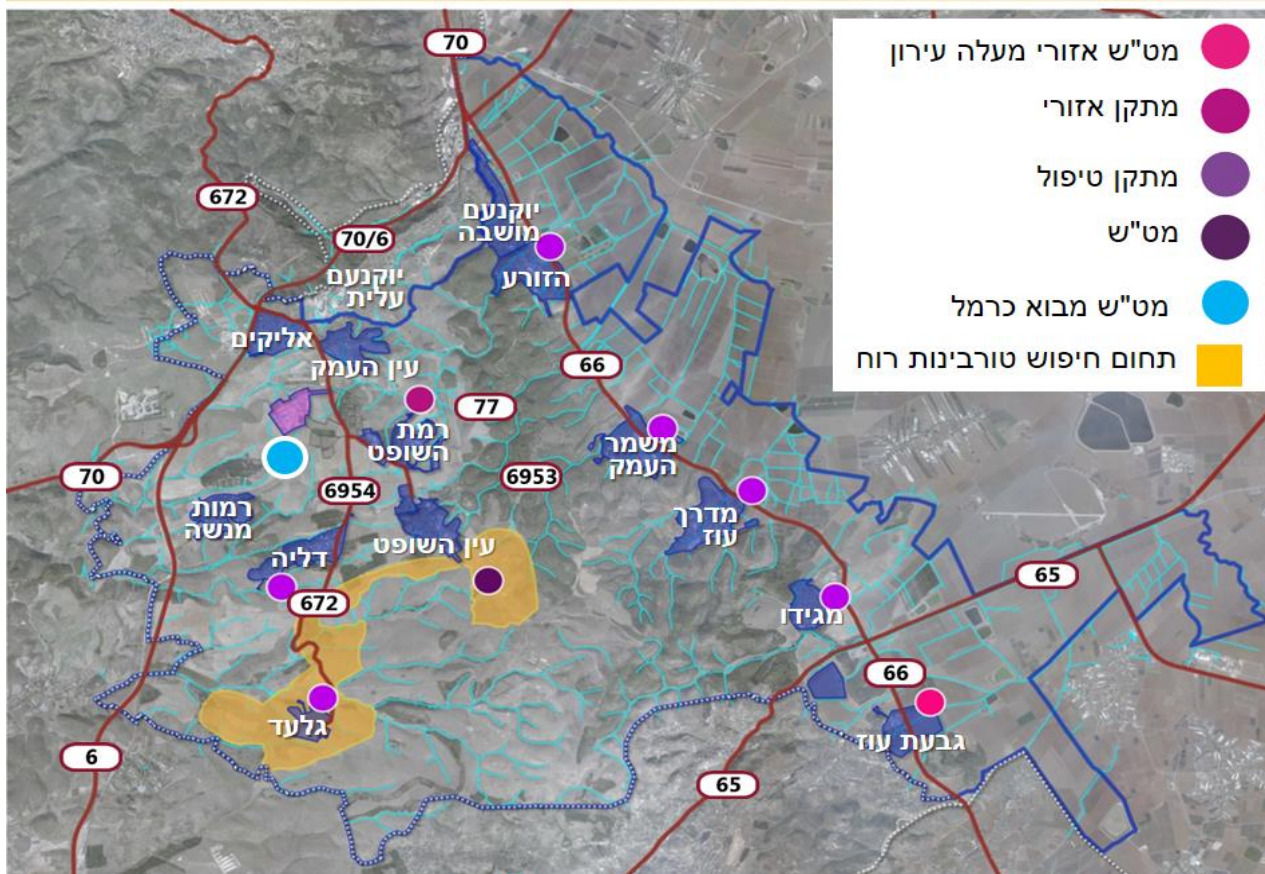 מט"ש אזורי מעלה עירון
מתקן אזורי
מתקן טיפול
מט"ש
מט"ש מבוא כרמל
תחום חיפוש טורבינות רוח
70
672
70/6
יוקנעם
מושבה
הזורע
יוקנעם
עלית
אליקים
עין העמק
66
77
רמת
השופט
משמר
העמק
70
6954
6953
רמות
מנשה
מדרך
עוז
עין השופט
דליה
672
65
מגידו
66
גלעד
גבעת עוז
6
65